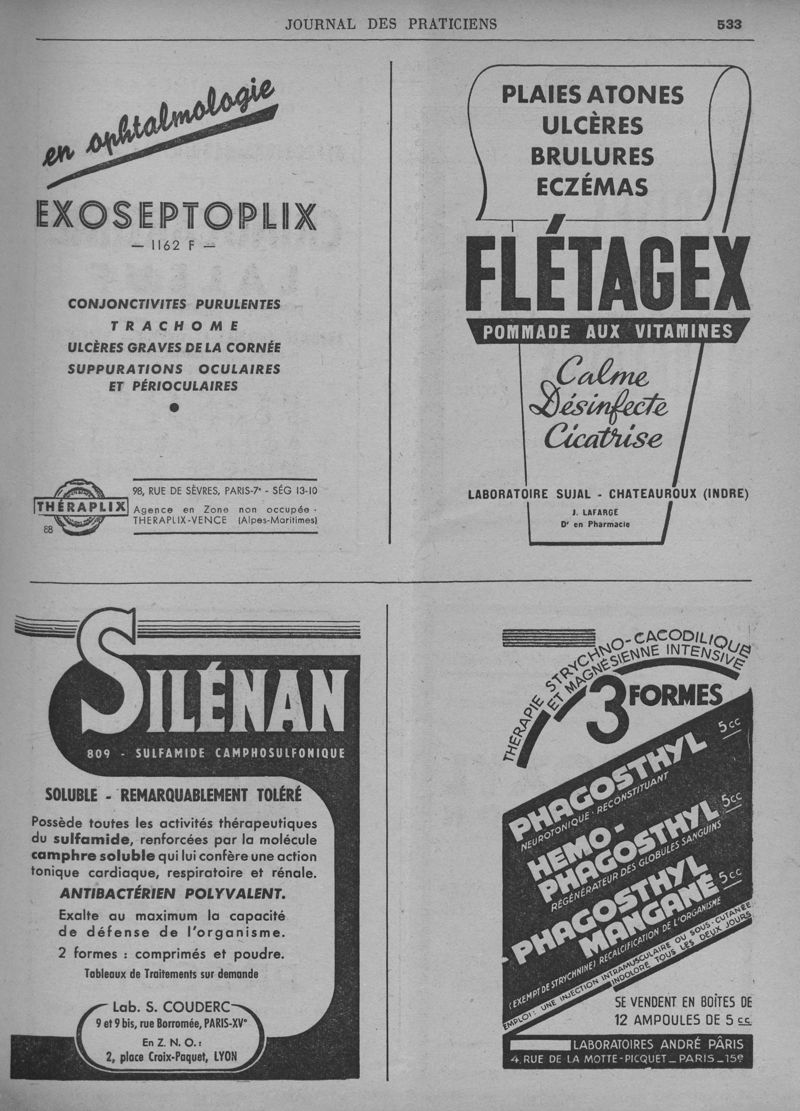 JOURNAL DES PRATICIENS
533
en ophtalmologie
EXOSEPTOPLIX
— 1162 F —
CONJONCTIVITES PURULENTES
TRACHOME
ULCÈRES GRAVES DE LA CORNÉE
SUPPURATIONS OCULAIRES
ET PÉRIOCULAIRES
THÉRAPLIX
88
98, RUE DE SÈVRES, PARIS-7e - SÉG 13-10
Agence en Zone non occupée -
THERAPLIX-VENCE (Alpes-Maritimes)
PLAIES ATONES
ULCÈRES
BRULURES
ECZÉMAS
FLÉTAGEX
POMMADE AUX VITAMINES
Calme
Désinfecte
Cicatrise
LABORATOIRE SUJAL - CHATEAUROUX (INDRE)
J. LAFARGE
Dr en Pharmacie
SILÉNAN
809 - SULFAMIDE CAMPHOSULFONIQUE
SOLUBLE - REMARQUABLEMENT TOLÉRÉ
Possède toutes les activités thérapeutiques
du sulfamide, renforcées par la molécule
camphre soluble qui lui confère une action
tonique cardiaque, respiratoire et rénale.
ANTIBACTÉRIEN POLYVALENT.
Exalte au maximum la capacité
de défense de l'organisme.
2 formes : comprimés et poudre.
Tableaux de Traitements sur demande
Lab. S. COUDERC
9 et 9 bis, rue Borromée, PARIS-XVe
En Z. N. O. :
2, place Croix-Paquet, LYON
THÉRAPIE STRYCHNO-CACODILIQUE
ET MAGNÉSIENNE INTENSIVE
3 FORMES
PHAGOSTHYL 5cc
NEUROTONIQUE - RECONSTITUANT
HEMO-
PHAGOSTHYL 5cc
RÉGÉNÉRATEUR DES GLOBULES SANGUINS
PHAGOSTHYL
MANGANÉ 5cc
(EXEMPT DE STRYCHNINE) RECALCIFICATION DE L'ORGANISME
EMPLOI : UNE INJECTION INTRAMUSCULAIRE OU SOUS-CUTANÉE
INDOLORE TOUS LES DEUX JOURS
SE VENDENT EN BOITES DE
12 AMPOULES DE 5 cc.
LABORATOIRES ANDRÉ PÂRIS
4, RUE DE LA MOTTE-PICQUET _ PARIS _ 15e